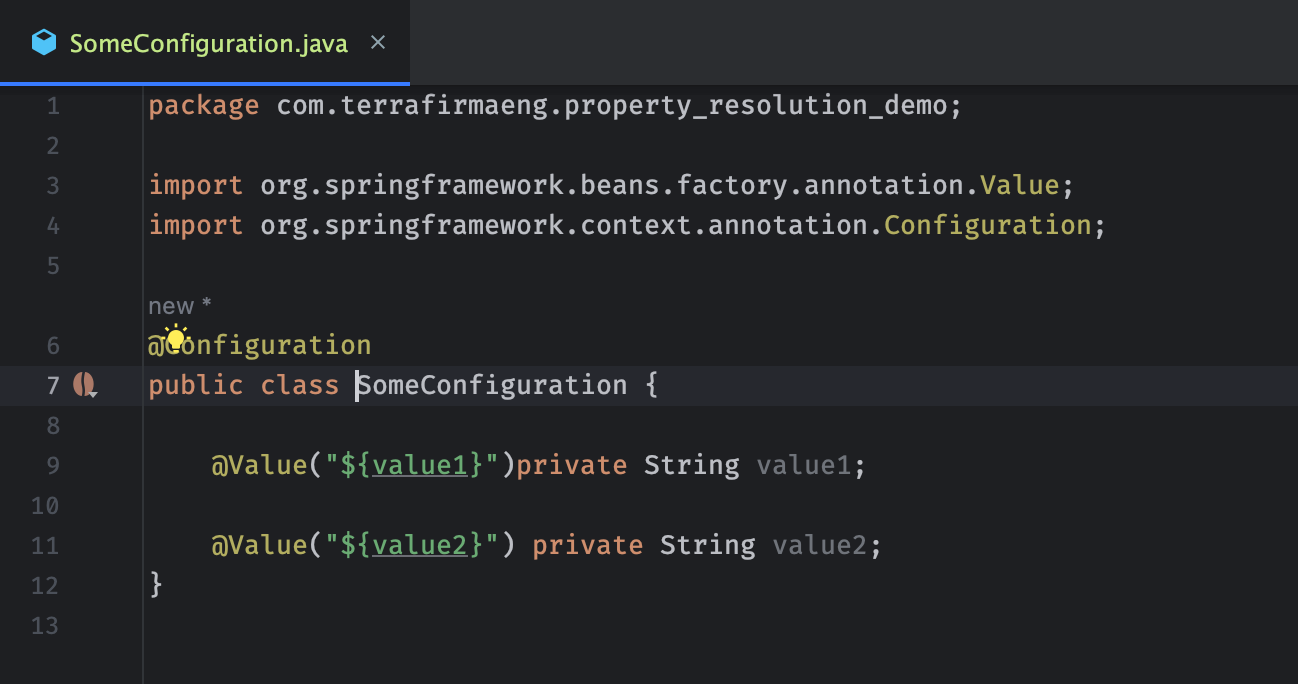 SomeConfiguration.java
1 package com.terrafirmaeng.property_resolution_demo;
2
3 import org.springframework.beans.factory.annotation.Value;
4 import org.springframework.context.annotation.Configuration;
5
new *
6 @Configuration
7 public class SomeConfiguration {
8
9 @Value("${value1}")private String value1;
10
11 @Value("${value2}") private String value2;
12 }
13